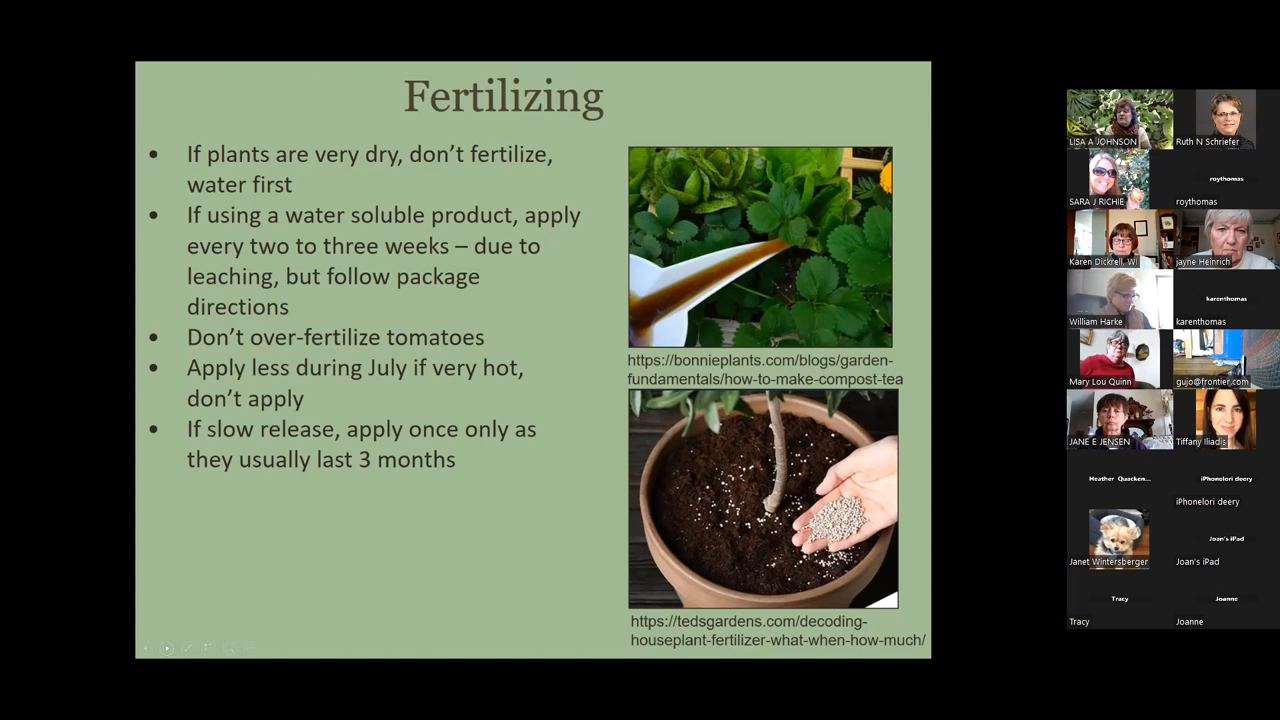 Fertilizing
• If plants are very dry, don’t fertilize,
water first
• If using a water soluble product, apply
every two to three weeks – due to
leaching, but follow package
directions
• Don’t over-fertilize tomatoes
• Apply less during July if very hot,
don’t apply
• If slow release, apply once only as
they usually last 3 months
https://bonnieplants.com/blogs/garden-
fundamentals/how-to-make-compost-tea
https://tedsgardens.com/decoding-
houseplant-fertilizer-what-when-how-much/
LISA A JOHNSON
Ruth N Schriefer
SARA J RICHIE
roythomas
roythomas
Karen Dickrell, WI
jayne Heinrich
William Harke
karenthomas
karenthomas
Mary Lou Quinn
gujo@frontier.com
JANE E JENSEN
Tiffany Iliadis
Heather Quacken...
iPhonelori deery
iPhonelori deery
Janet Wintersberger
Joan's iPad
Joan's iPad
Tracy
Tracy
Joanne
Joanne